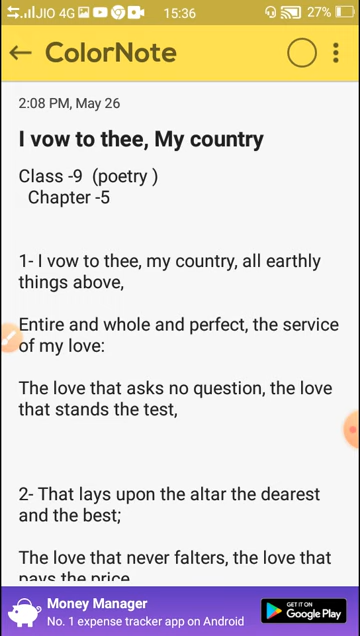 JIO 4G 15:36 27%
ColorNote
2:08 PM, May 26
I vow to thee, My country
Class -9 (poetry )
Chapter -5
1- I vow to thee, my country, all earthly
things above,
Entire and whole and perfect, the service
of my love:
The love that asks no question, the love
that stands the test,
2- That lays upon the altar the dearest
and the best;
The love that never falters, the love that
pays the price
Money Manager
No. 1 expense tracker app on Android
GET IT ON
Google Play